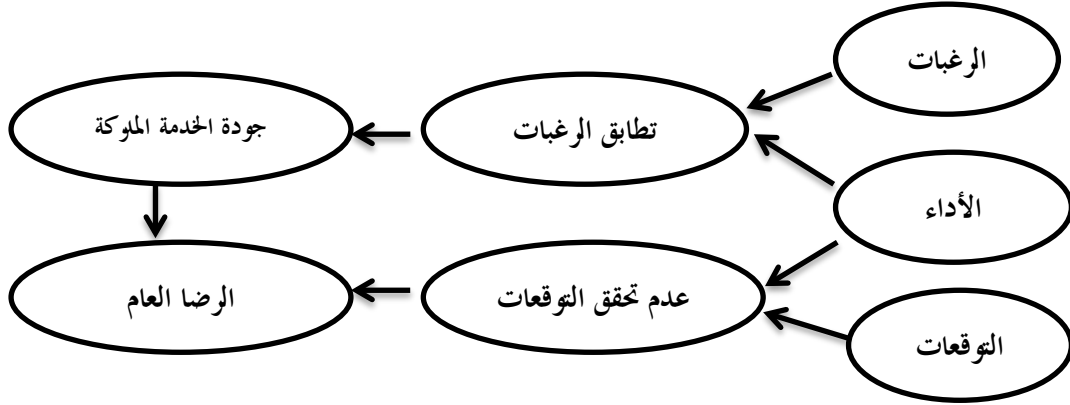 الرغبات
تطابق الرغبات
جودة الخدمة المدركة
الأداء
عدم تحقق التوقعات
الرضا العام
التوقعات